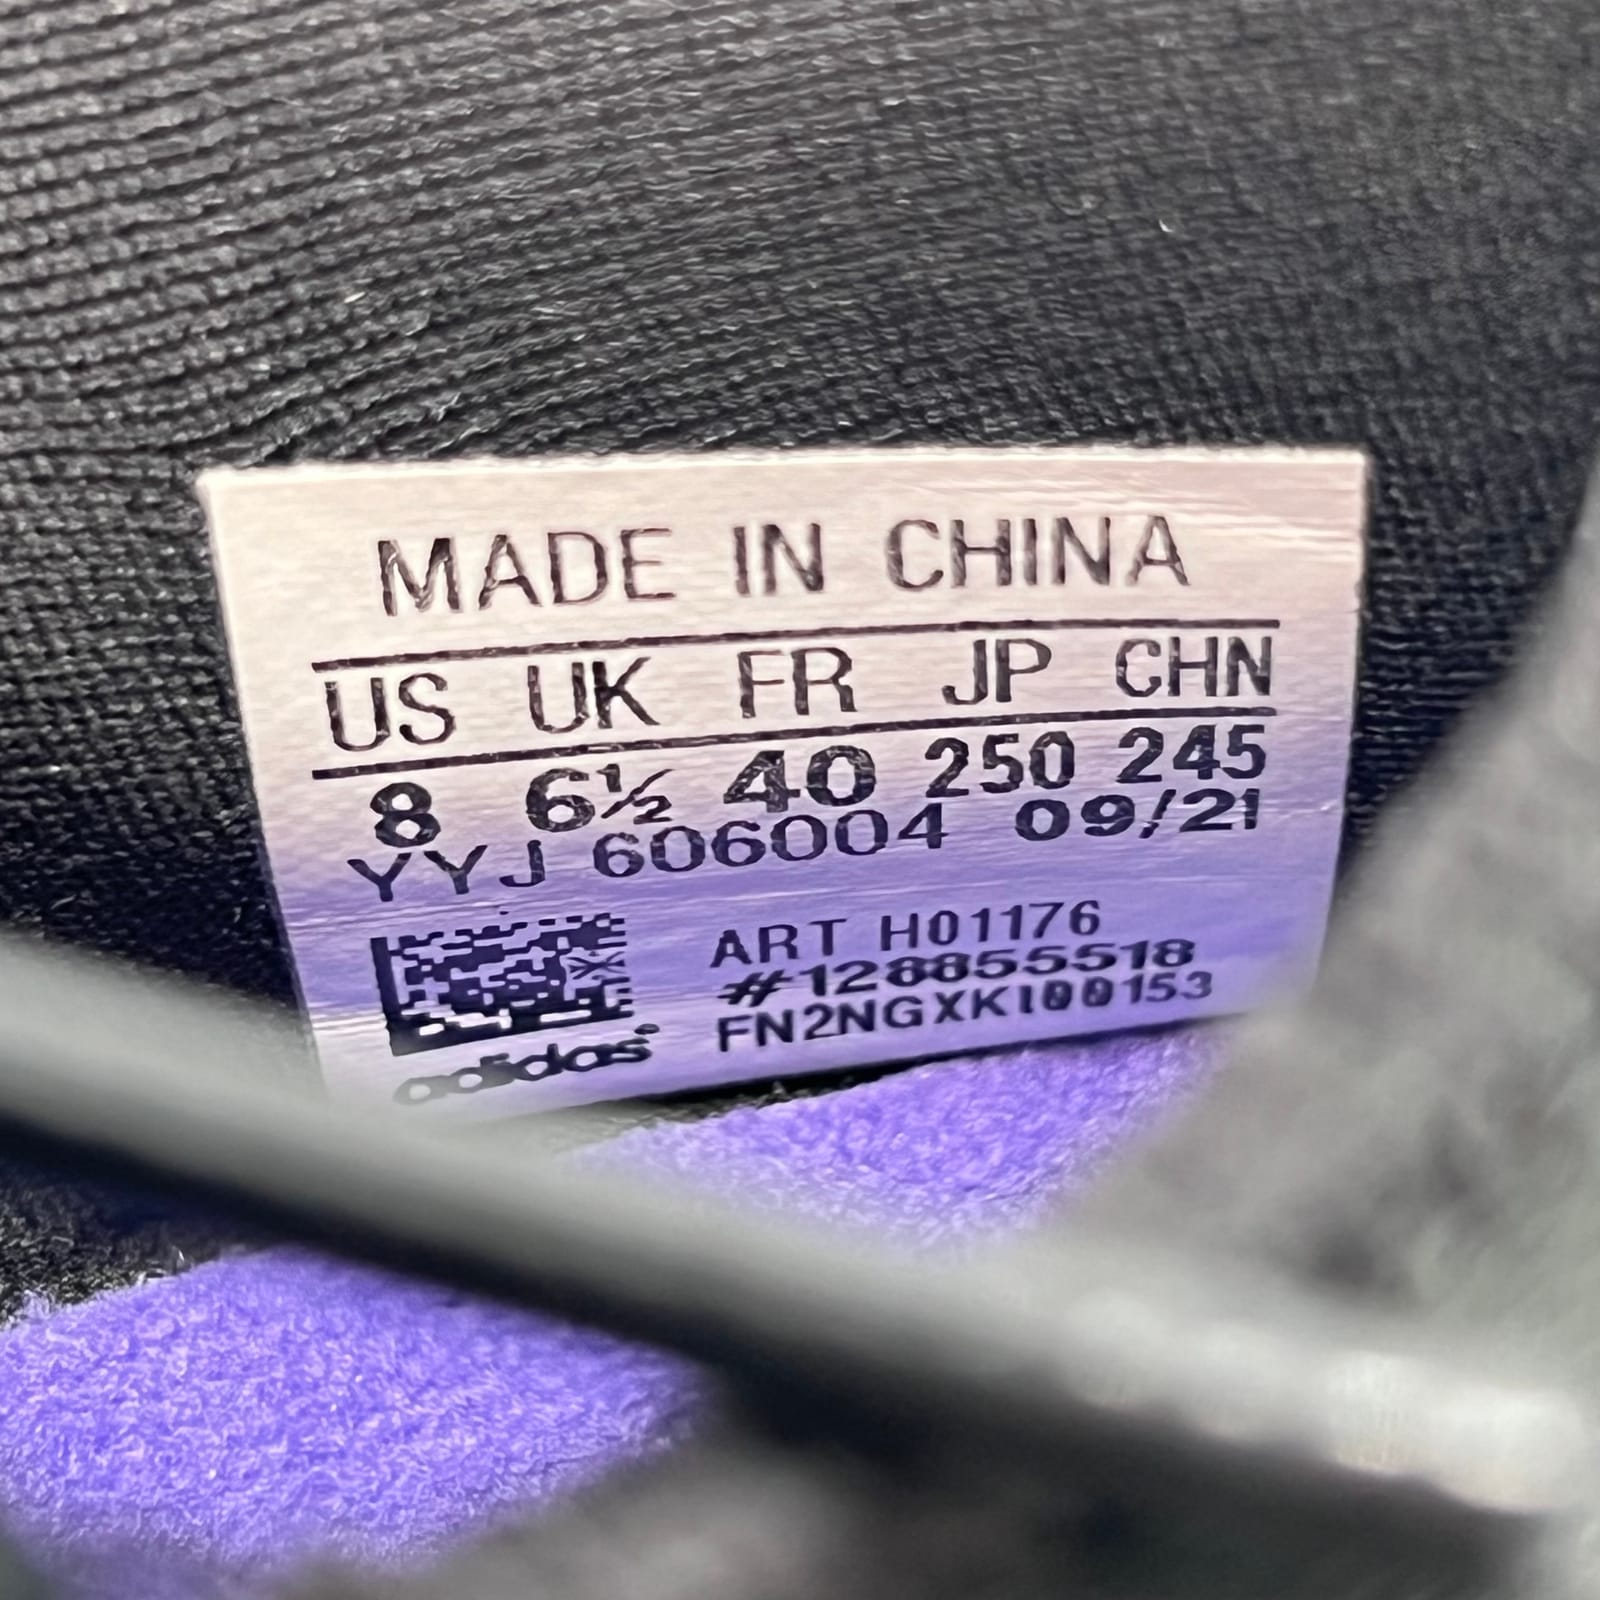 MADE IN CHINA
US UK FR JP CHN
8 6½ 40 250 245
YYJ 606004 09/21
ART H01176
#128855518
FN2NGXK100153
adidas®